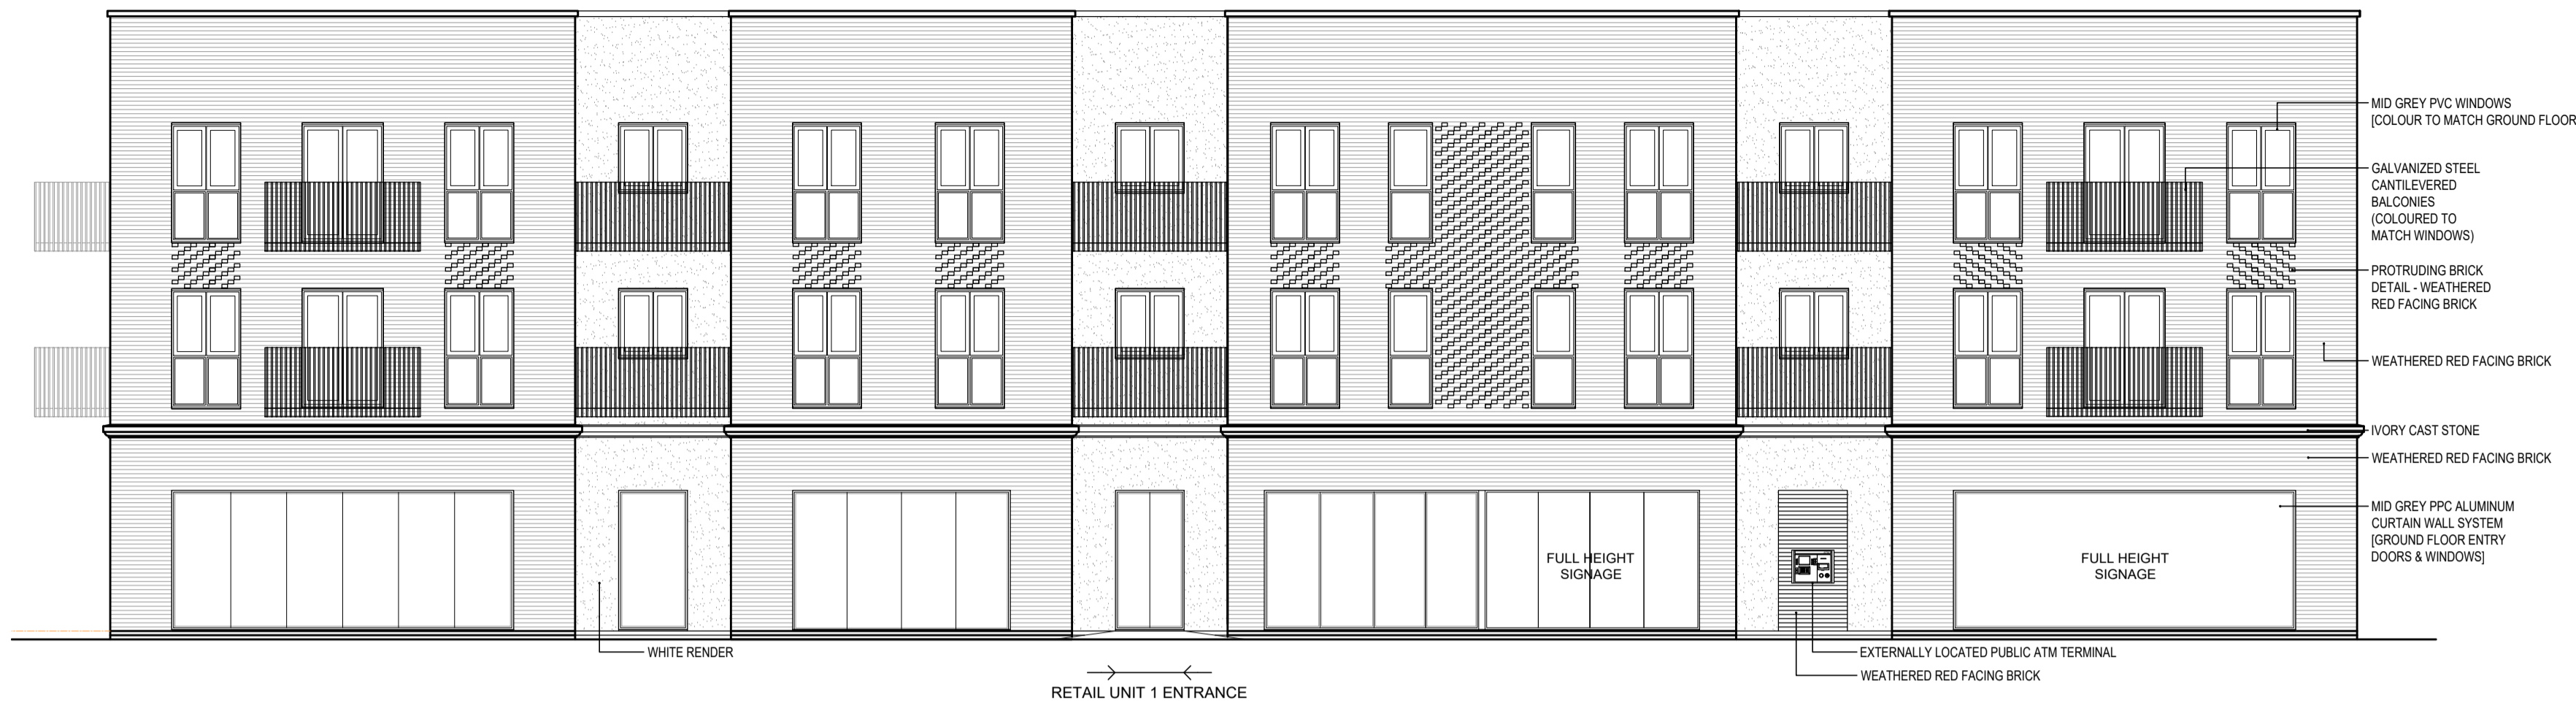 MID GREY PVC WINDOWS
[COLOUR TO MATCH GROUND FLOOR
GALVANIZED STEEL
CANTILEVERED
BALCONIES
(COLOURED TO
MATCH WINDOWS)
PROTRUDING BRICK
DETAIL - WEATHERED
RED FACING BRICK
WEATHERED RED FACING BRICK
IVORY CAST STONE
WEATHERED RED FACING BRICK
MID GREY PPC ALUMINUM
CURTAIN WALL SYSTEM
[GROUND FLOOR ENTRY
DOORS & WINDOWS]
FULL HEIGHT
SIGNAGE
FULL HEIGHT
SIGNAGE
WHITE RENDER
EXTERNALLY LOCATED PUBLIC ATM TERMINAL
WEATHERED RED FACING BRICK
RETAIL UNIT 1 ENTRANCE